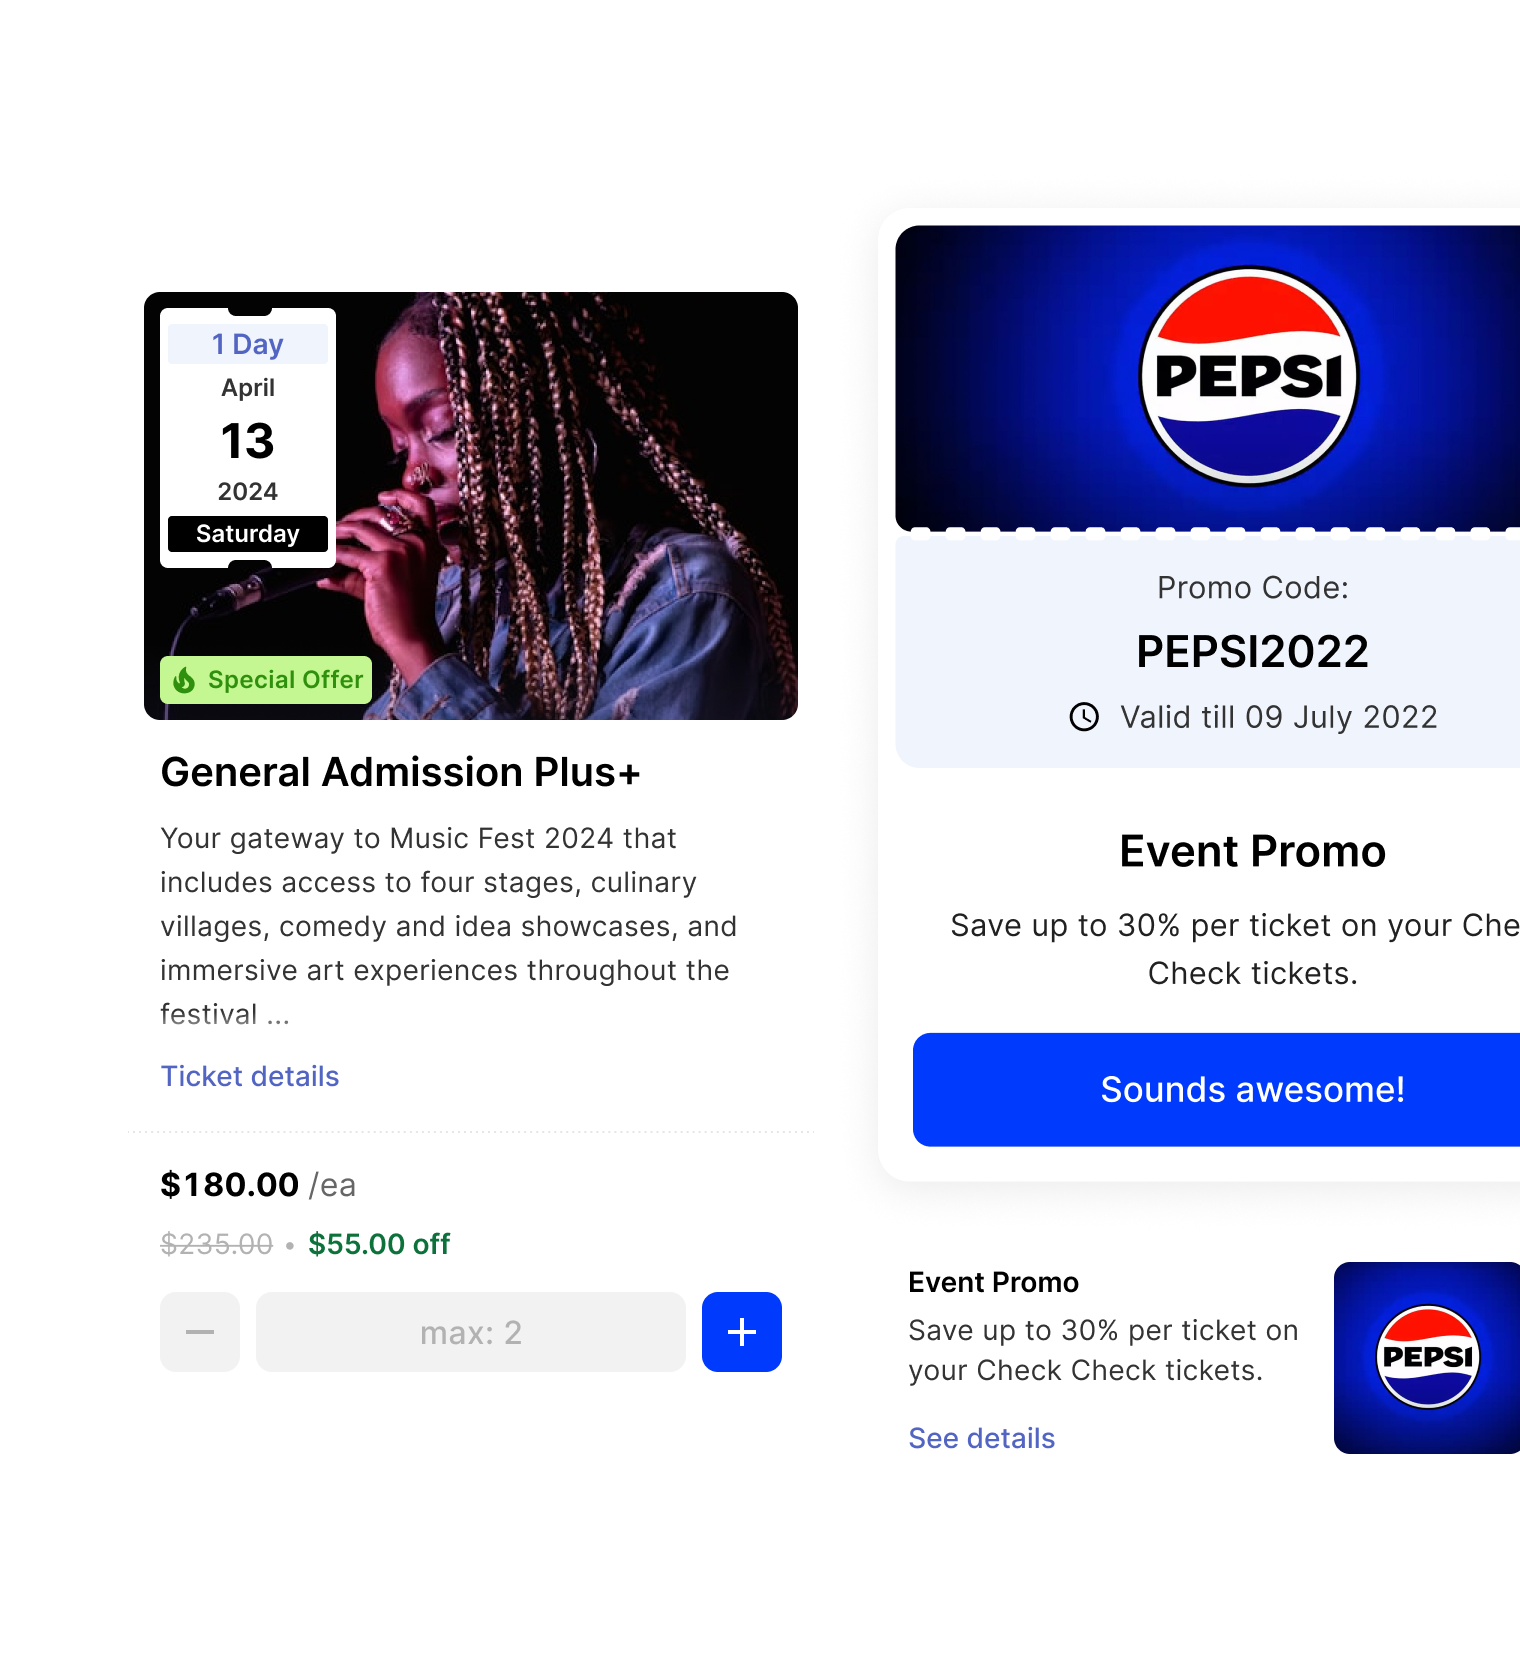 1 Day
April
13
2024
Saturday
Special Offer
General Admission Plus+
Your gateway to Music Fest 2024 that
includes access to four stages, culinary
villages, comedy and idea showcases, and
immersive art experiences throughout the
festival ...
Ticket details
$180.00 /ea
$235.00 • $55.00 off
max: 2
PEPSI
Promo Code:
PEPSI2022
Valid till 09 July 2022
Event Promo
Save up to 30% per ticket on your Che
Check tickets.
Sounds awesome!
Event Promo
Save up to 30% per ticket on
your Check Check tickets.
See details
PEPSI